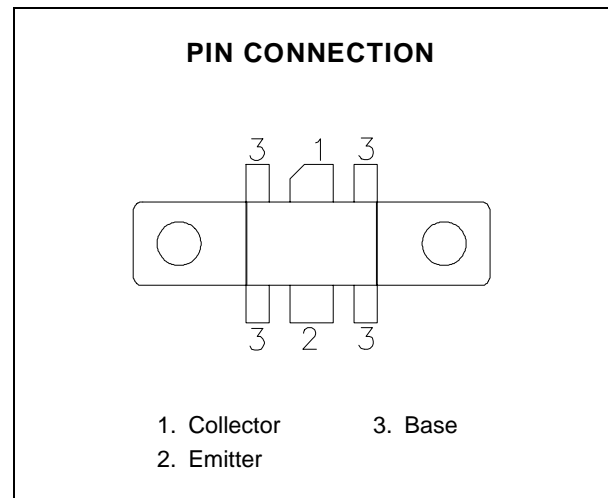 PIN CONNECTION
3 1 3
3 2 3
1. Collector 3. Base
2. Emitter